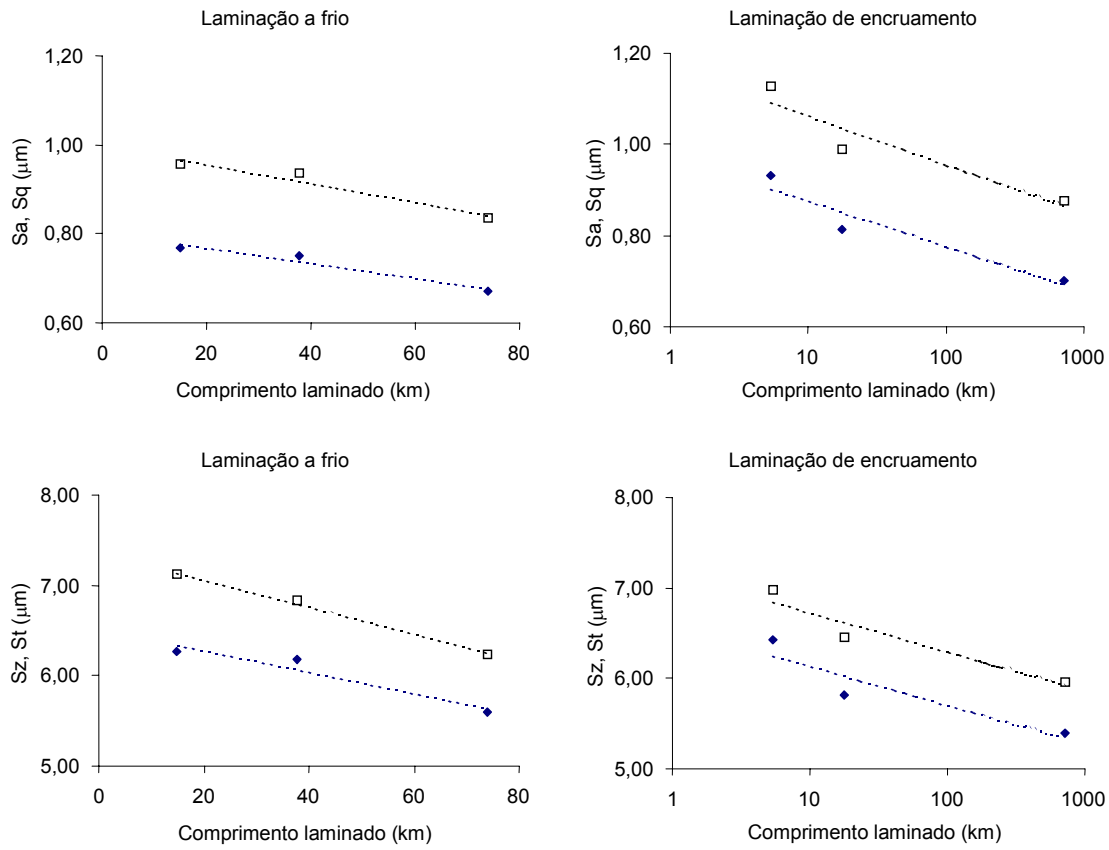 Laminação a frio
1,20
1,00
0,80
0,60
Sa, Sq (μm)
0 20 40 60 80
Comprimento laminado (km)
Laminação de encruamento
1,20
1,00
0,80
0,60
Sa, Sq (μm)
1 10 100 1000
Comprimento laminado (km)
Laminação a frio
8,00
7,00
6,00
5,00
Sz, St (μm)
0 20 40 60 80
Comprimento laminado (km)
Laminação de encruamento
8,00
7,00
6,00
5,00
Sz, St (μm)
1 10 100 1000
Comprimento laminado (km)